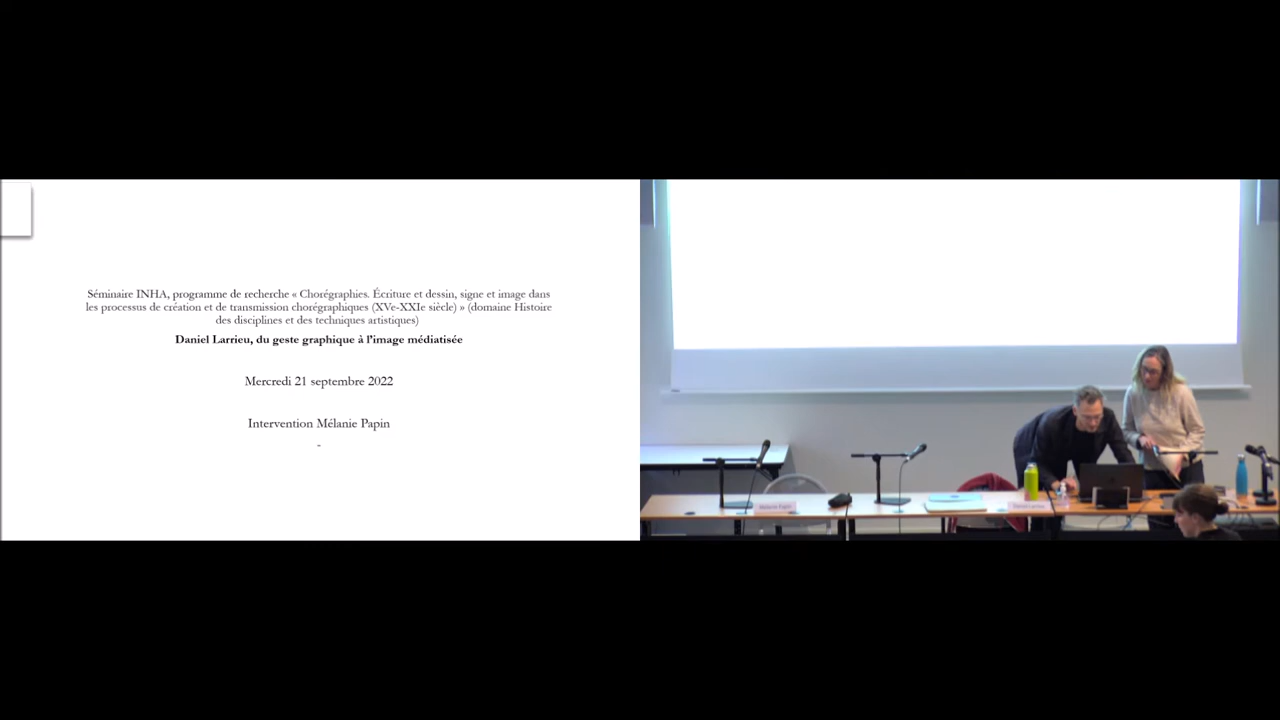 Séminaire INHA, programme de recherche « Chorégraphies. Écriture et dessin, signe et image dans
les processus de création et de transmission chorégraphiques (XVe-XXIe siècle) » (domaine Histoire
des disciplines et des techniques artistiques)
Daniel Larrieu, du geste graphique à l'image médiatisée
Mercredi 21 septembre 2022
Intervention Mélanie Papin
-
Mélanie Papin